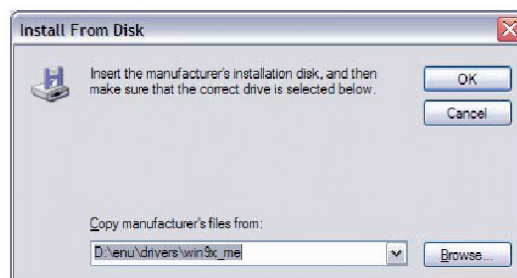 Install From Disk
Insert the manufacturer's installation disk, and then
make sure that the correct drive is selected below.
OK
Cancel
Copy manufacturer's files from:
D:\enu\drivers\win9x_me
Browse...